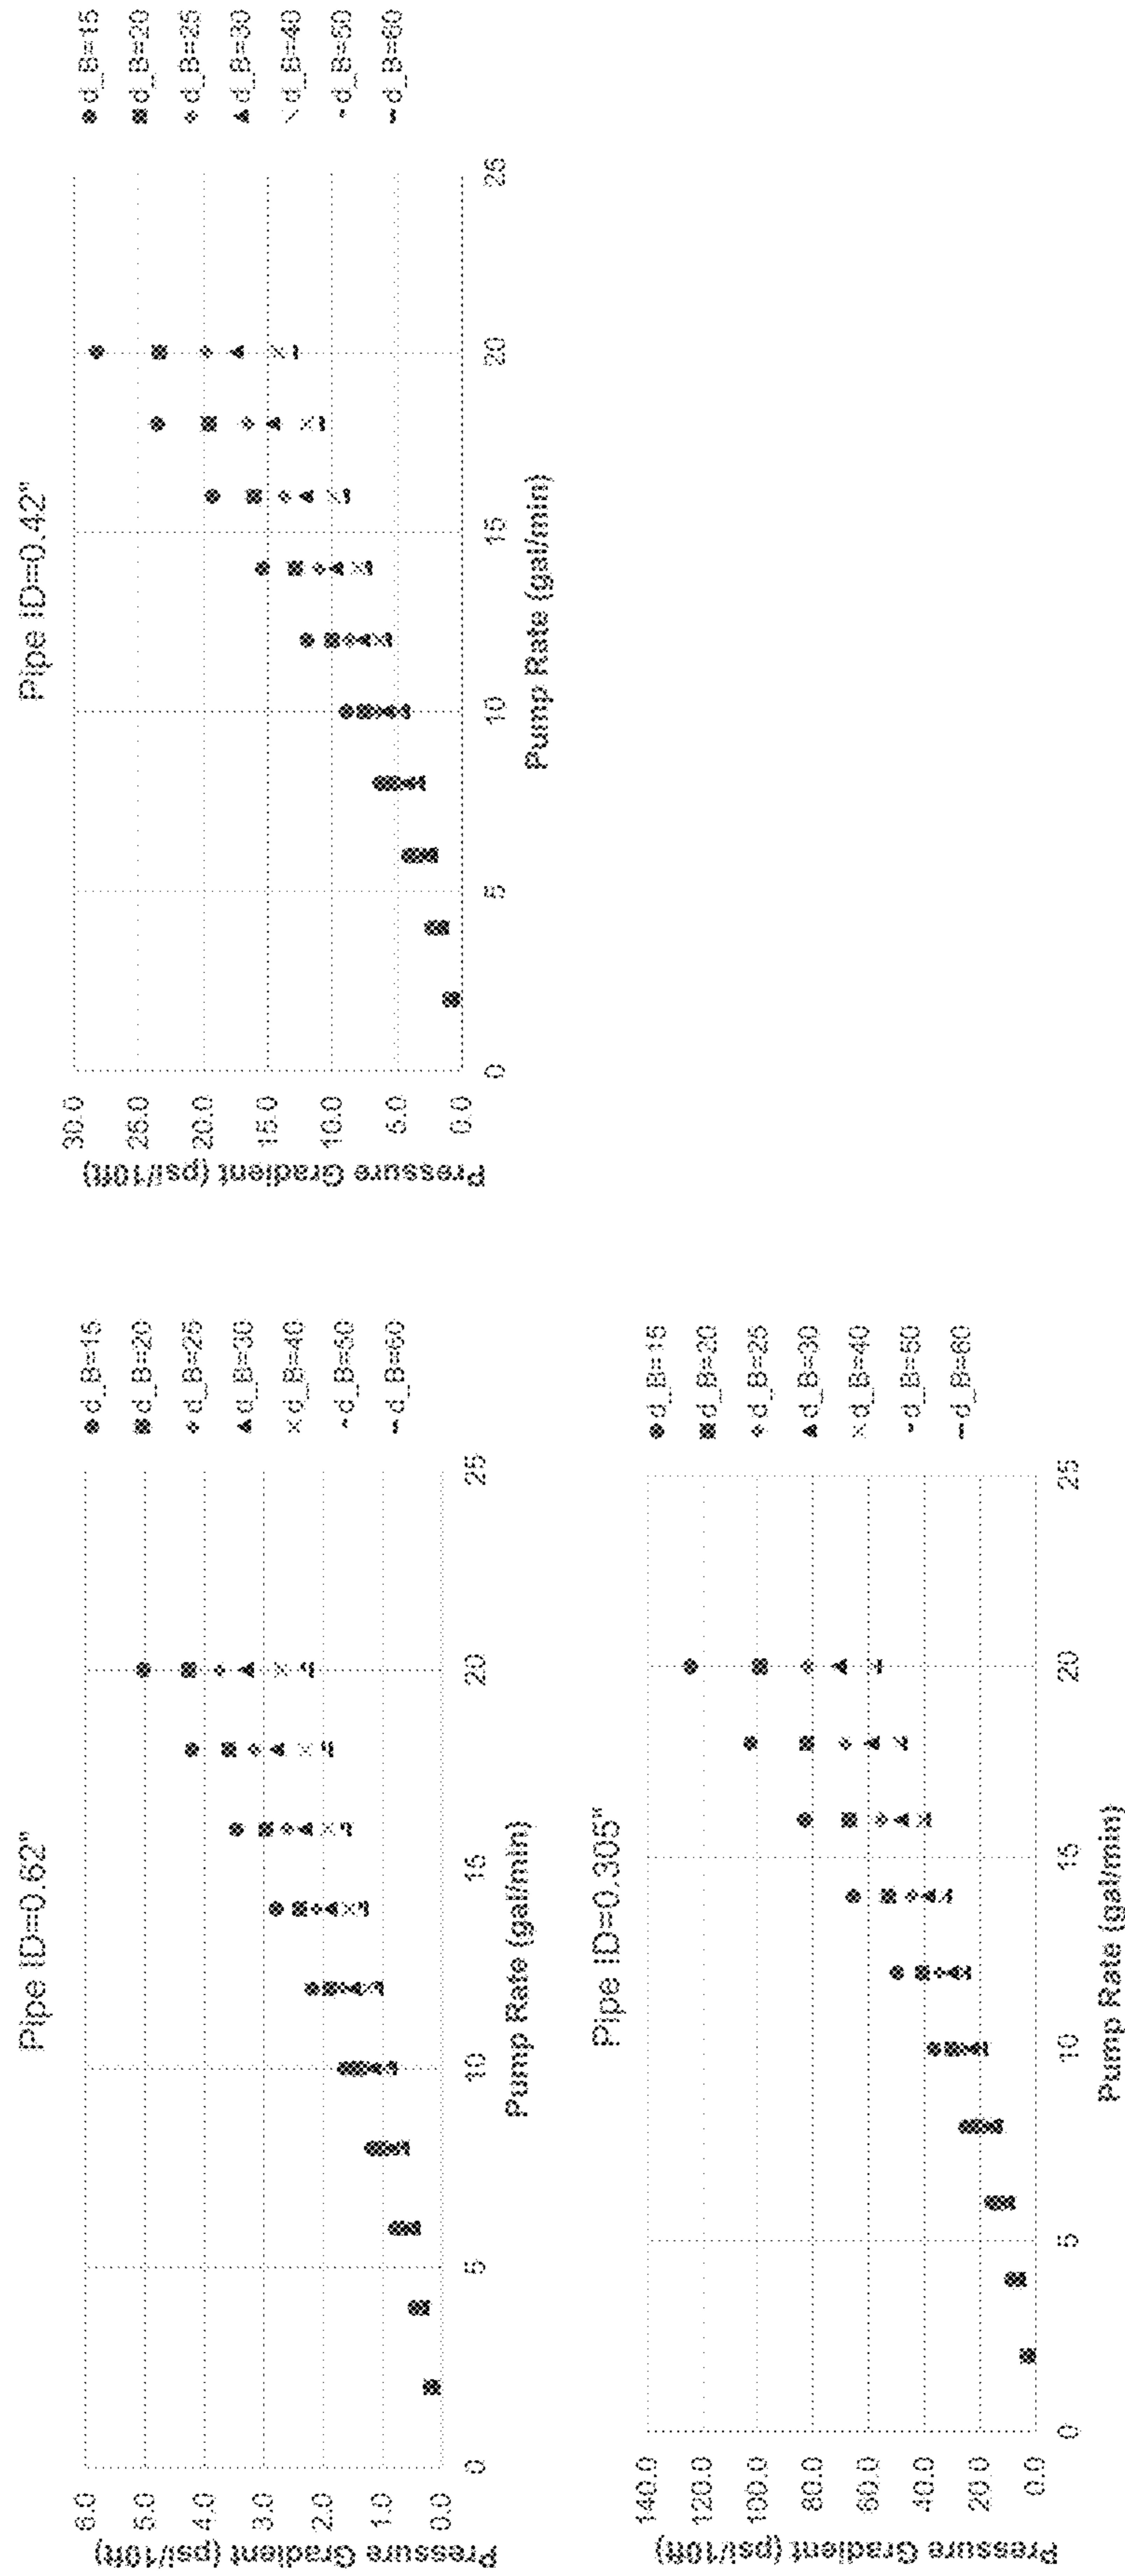 Pipe ID=0.62"
Pressure Gradient (psi/10ft)
6.0
5.0
4.0
3.0
2.0
1.0
0.0
0
5
10
15
20
25
Pump Rate (gal/min)
d_B=15
d_B=20
d_B=25
d_B=30
d_B=40
d_B=50
d_B=60
Pipe ID=0.42"
Pressure Gradient (psi/10ft)
30.0
25.0
20.0
15.0
10.0
5.0
0.0
0
5
10
15
20
25
Pump Rate (gal/min)
d_B=15
d_B=20
d_B=25
d_B=30
d_B=40
d_B=50
d_B=60
Pipe ID=0.305"
Pressure Gradient (psi/10ft)
140.0
120.0
100.0
80.0
60.0
40.0
20.0
0.0
0
5
10
15
20
25
Pump Rate (gal/min)
d_B=15
d_B=20
d_B=25
d_B=30
d_B=40
d_B=50
d_B=60